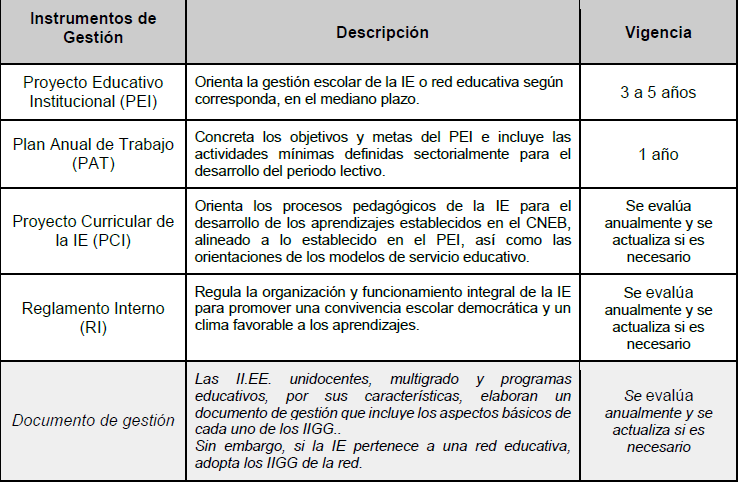 Instrumentos de
Gestión
Descripción
Vigencia
Proyecto Educativo
Institucional (PEI)
Orienta la gestión escolar de la IE o red educativa según
corresponda, en el mediano plazo.
3 a 5 años
Plan Anual de Trabajo
(PAT)
Concreta los objetivos y metas del PEI e incluye las
actividades mínimas definidas sectorialmente para el
desarrollo del periodo lectivo.
1 año
Proyecto Curricular de
la IE (PCI)
Orienta los procesos pedagógicos de la IE para el
desarrollo de los aprendizajes establecidos en el CNEB,
alineado a lo establecido en el PEI, así como las
orientaciones de los modelos de servicio educativo.
Se evalúa
anualmente y se
actualiza si es
necesario
Reglamento Interno
(RI)
Regula la organización y funcionamiento integral de la IE
para promover una convivencia escolar democrática y un
clima favorable a los aprendizajes.
Se evalúa
anualmente y se
actualiza si es
necesario
Documento de gestión
Las II.EE. unidocentes, multigrado y programas
educativos, por sus características, elaboran un
documento de gestión que incluye los aspectos básicos de
cada uno de los IIGG..
Sin embargo, si la IE pertenece a una red educativa,
adopta los IIGG de la red.
Se evalúa
anualmente y se
actualiza si es
necesario